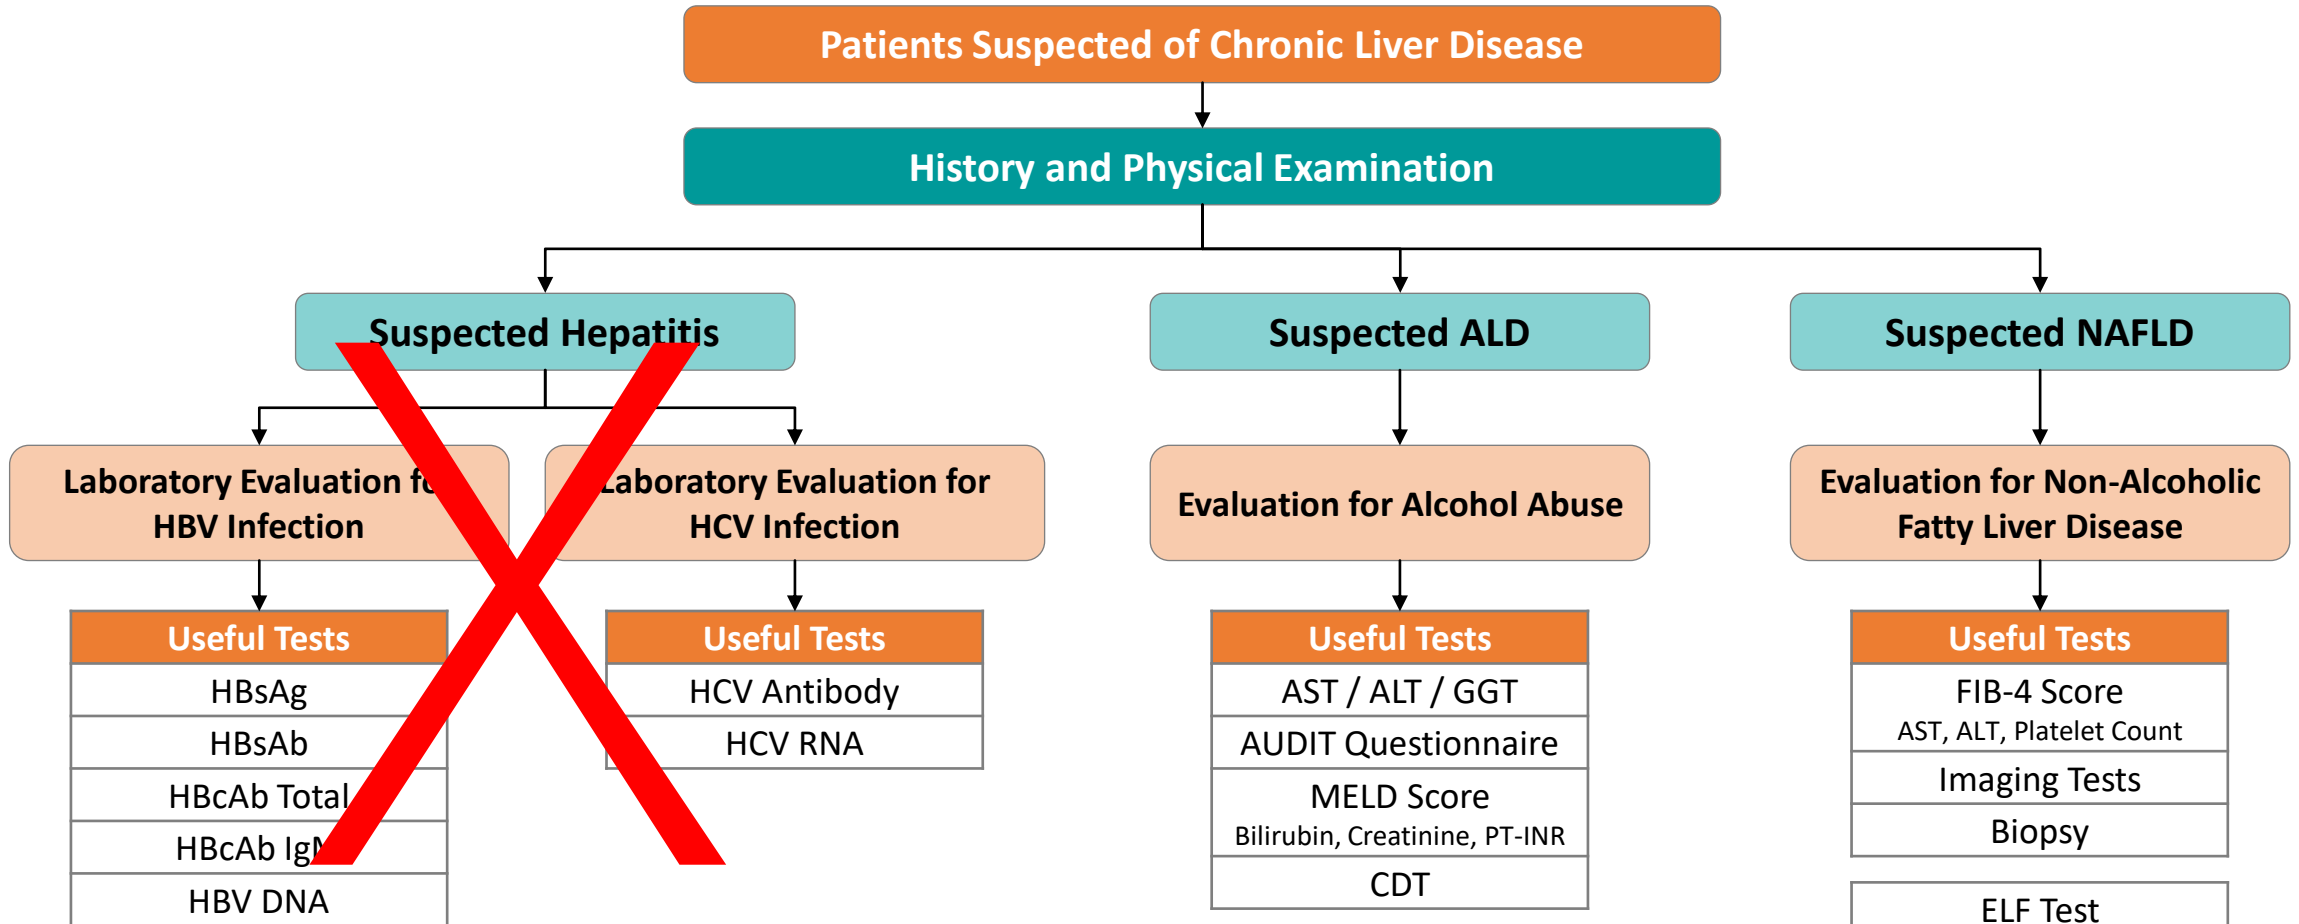 Patients Suspected of Chronic Liver Disease
History and Physical Examination
Suspected Hepatitis
Suspected ALD
Suspected NAFLD
Laboratory Evaluation for
HBV Infection
Laboratory Evaluation for
HCV Infection
Evaluation for Alcohol Abuse
Evaluation for Non-Alcoholic
Fatty Liver Disease
Useful Tests
HBsAg
HBsAb
HBcAb Total
HBcAb IgM
HBV DNA
Useful Tests
HCV Antibody
HCV RNA
Useful Tests
AST / ALT / GGT
AUDIT Questionnaire
MELD Score
Bilirubin, Creatinine, PT-INR
CDT
Useful Tests
FIB-4 Score
AST, ALT, Platelet Count
Imaging Tests
Biopsy
ELF Test